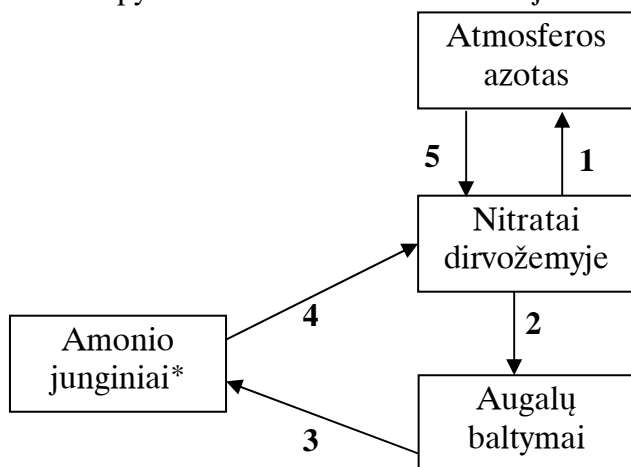 Atmosferos
azotas
5
1
Nitratai
dirvožemyje
4
2
Amonio
junginiai*
Augalų
baltymai
3